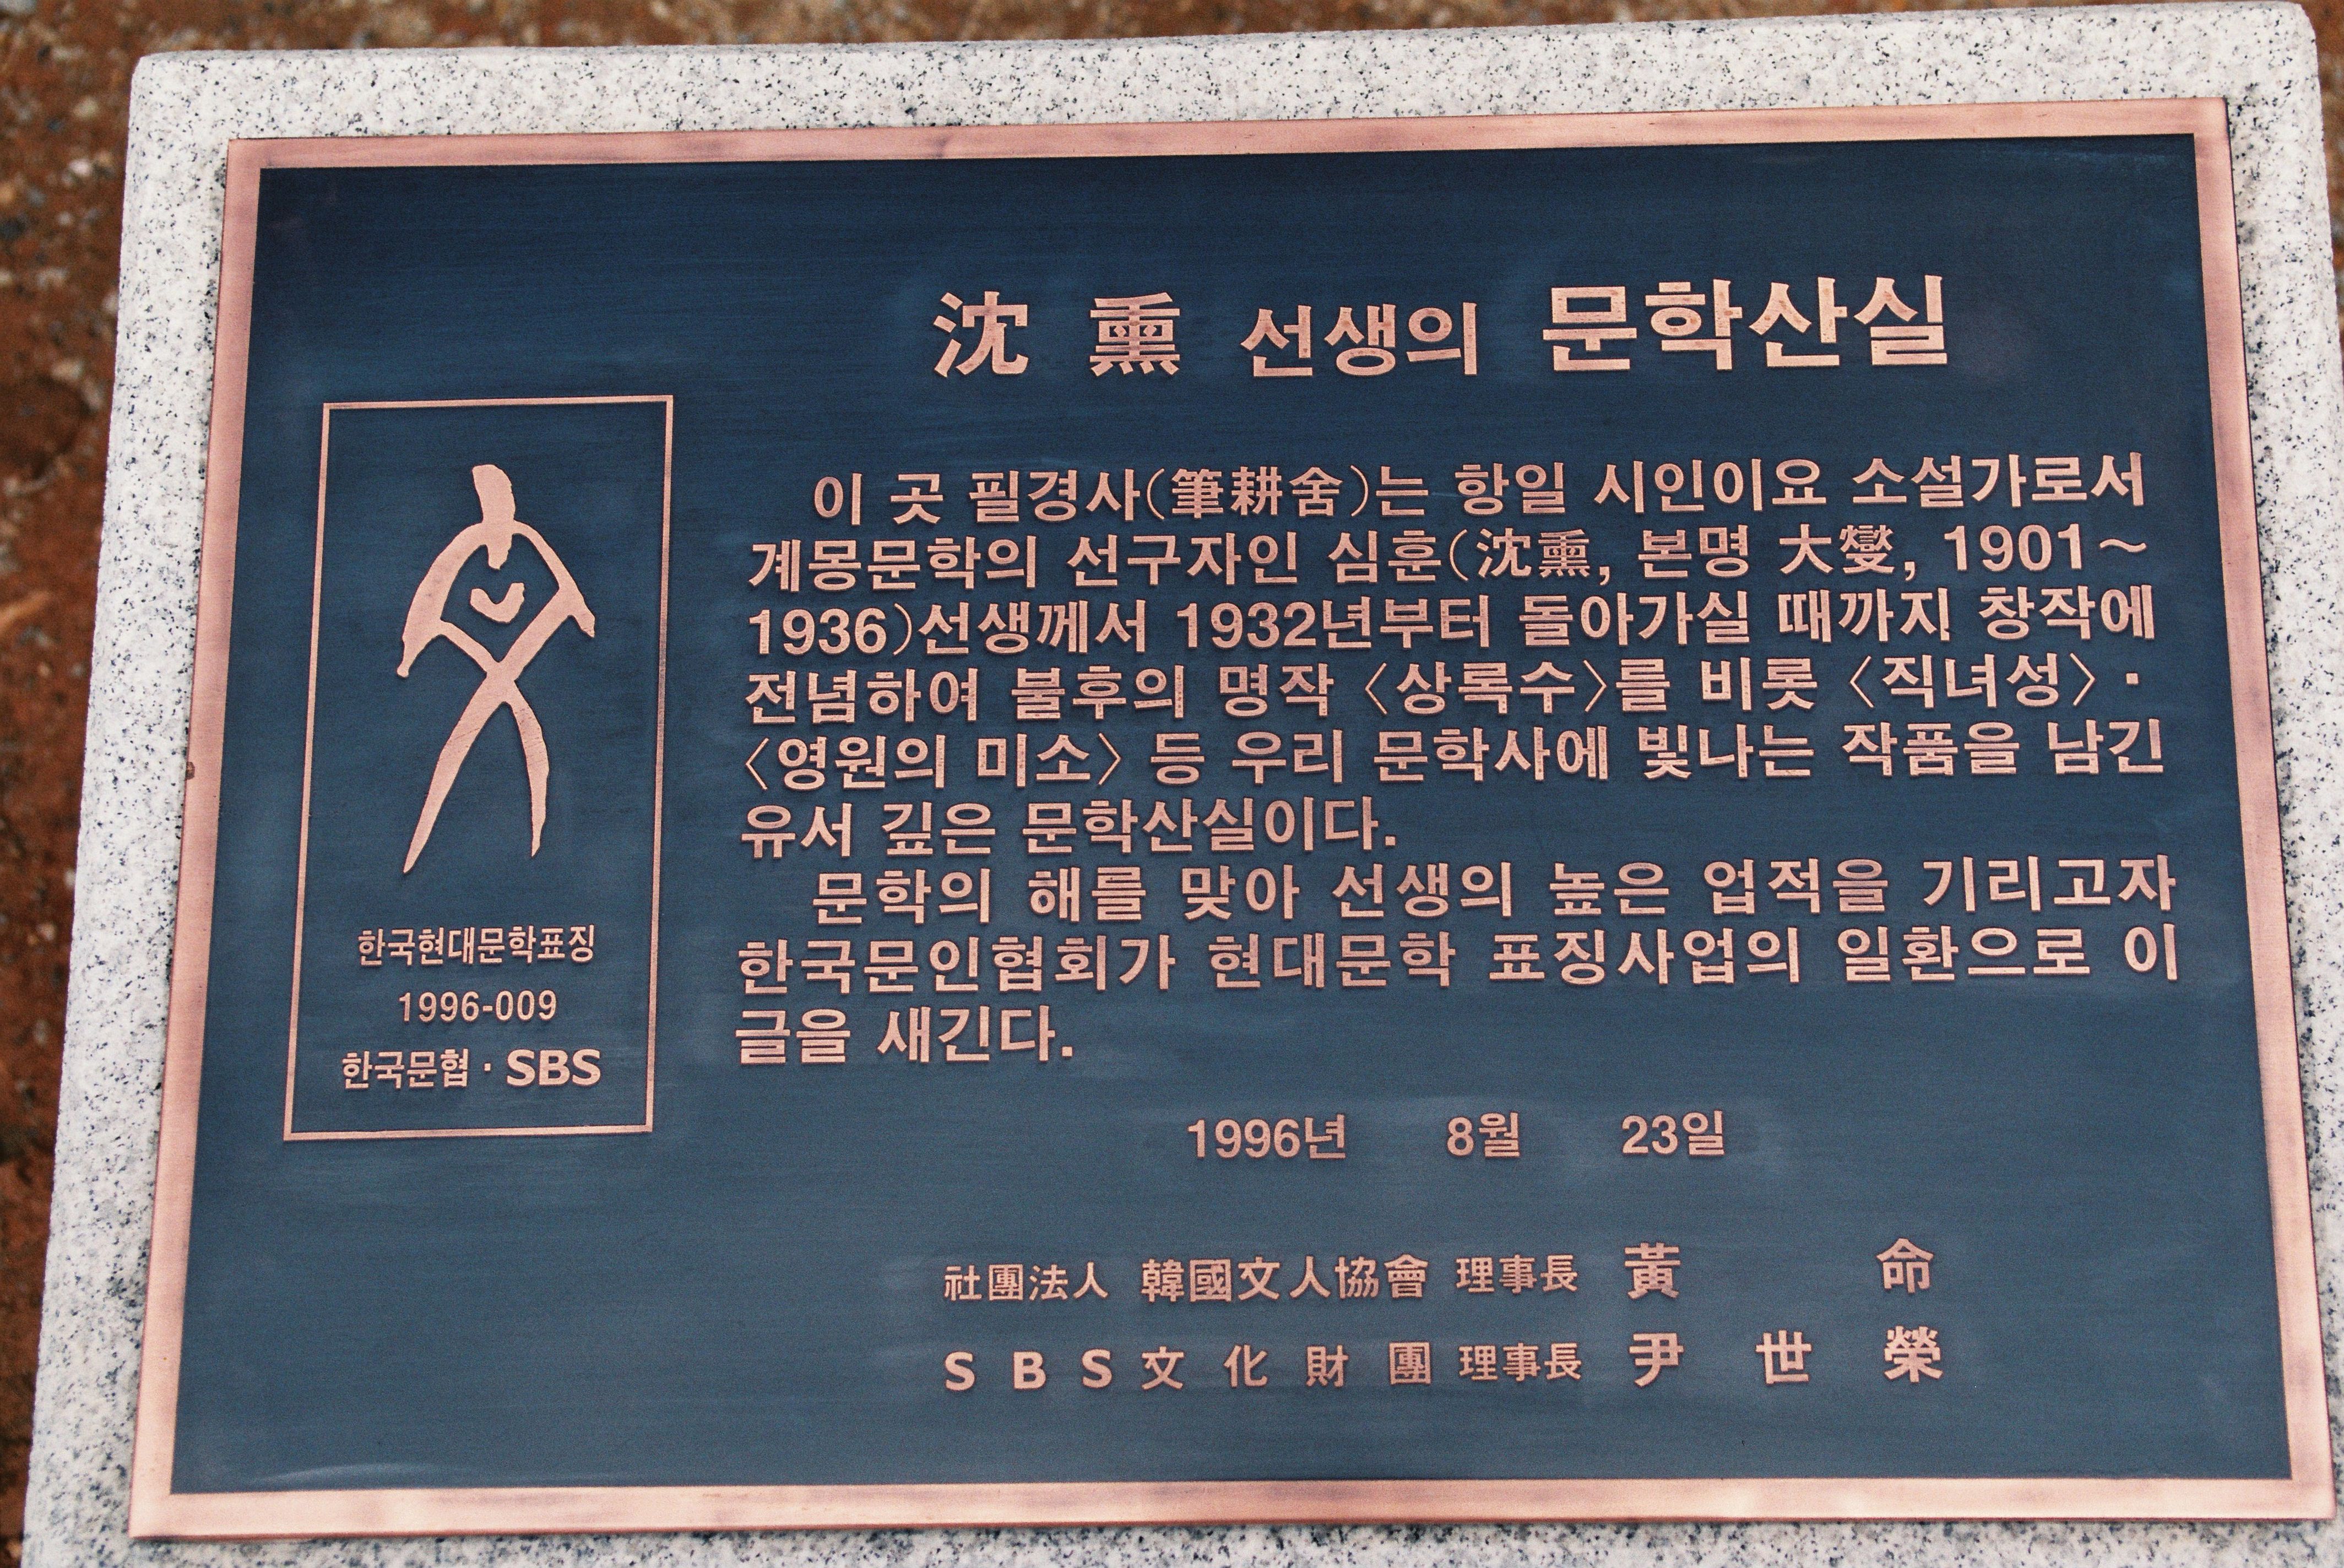 沈 熏 선생의 문학산실
이 곳 필경사(筆耕舍)는 항일 시인이요 소설가로서
계몽문학의 선구자인 심훈(沈熏, 본명 大燮, 1901～
1936)선생께서 1932년부터 돌아가실 때까지 창작에
전념하여 불후의 명작 〈상록수〉를 비롯 〈직녀성〉·
〈영원의 미소〉 등 우리 문학사에 빛나는 작품을 남긴
유서 깊은 문학산실이다.
문학의 해를 맞아 선생의 높은 업적을 기리고자
한국문인협회가 현대문학 표징사업의 일환으로 이
글을 새긴다.
1996년 8월 23일
社團法人 韓國文人協會 理事長 黃 命
S B S 文 化 財 團 理事長 尹 世 榮
한국현대문학표징
1996-009
한국문협 · SBS